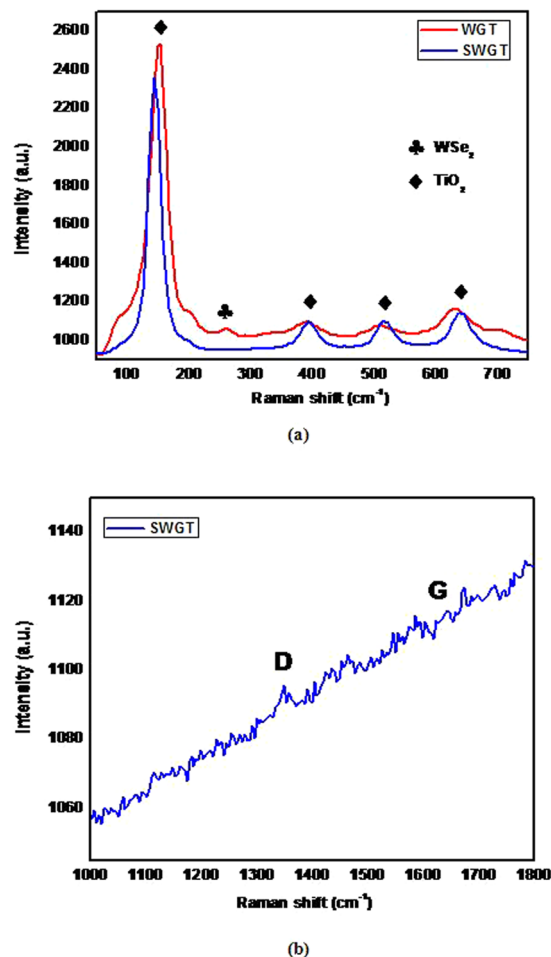 2600
2400
2200
2000
1800
1600
1400
1200
1000
Intensity (a.u.)
WGT
SWGT
♣ WSe₂
♦ TiO₂
100 200 300 400 500 600 700
Raman shift (cm⁻¹)
(a)
1140
1120
1100
1080
1060
Intensity (a.u.)
SWGT
D
G
1000 1100 1200 1300 1400 1500 1600 1700 1800
Raman shift (cm⁻¹)
(b)